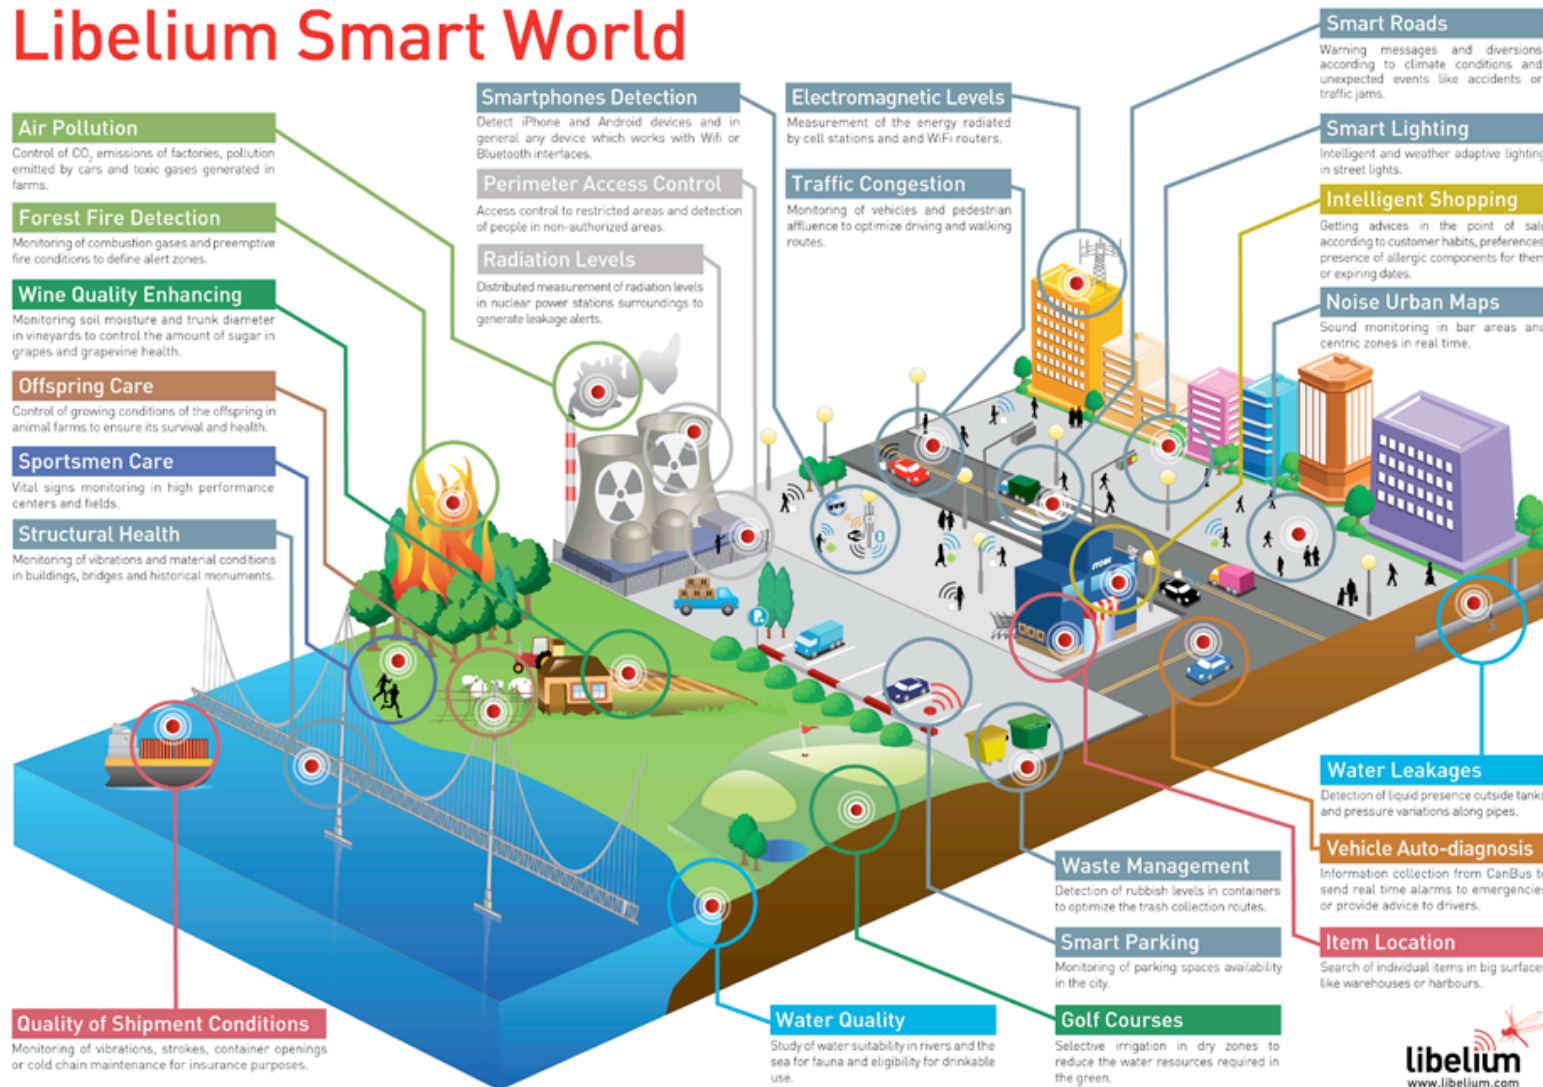 Libelium Smart World
Air Pollution
Control of CO₂ emissions of factories, pollution
emitted by cars and toxic gases generated in
farms.
Forest Fire Detection
Monitoring of combustion gases and preemptive
fire conditions to define alert zones.
Wine Quality Enhancing
Monitoring soil moisture and trunk diameter
in vineyards to control the amount of sugar in
grapes and grapevine health.
Offspring Care
Control of growing conditions of the offspring in
animal farms to ensure its survival and health.
Sportsmen Care
Vital signs monitoring in high performance
centers and fields.
Structural Health
Monitoring of vibrations and material conditions
in buildings, bridges and historical monuments.
Quality of Shipment Conditions
Monitoring of vibrations, strokes, container openings
or cold chain maintenance for insurance purposes.
Smartphones Detection
Detect iPhone and Android devices and in
general any device which works with Wifi or
Bluetooth interfaces.
Perimeter Access Control
Access control to restricted areas and detection
of people in non-authorized areas.
Radiation Levels
Distributed measurement of radiation levels
in nuclear power stations surroundings to
generate leakage alerts.
Electromagnetic Levels
Measurement of the energy radiated
by cell stations and and WiFi routers.
Traffic Congestion
Monitoring of vehicles and pedestrian
affluence to optimize driving and walking
routes.
Smart Roads
Warning messages and diversions
according to climate conditions and
unexpected events like accidents or
traffic jams.
Smart Lighting
Intelligent and weather adaptive lighting
in street lights.
Intelligent Shopping
Getting advices in the point of sale
according to customer habits, preferences,
presence of allergic components for them
or expiring dates.
Noise Urban Maps
Sound monitoring in bar areas and
centric zones in real time.
STORE
P
Water Leakages
Detection of liquid presence outside tanks
and pressure variations along pipes.
Vehicle Auto-diagnosis
Information collection from CanBus to
send real time alarms to emergencies
or provide advice to drivers.
Item Location
Search of individual items in big surfaces
like warehouses or harbours.
Waste Management
Detection of rubbish levels in containers
to optimize the trash collection routes.
Smart Parking
Monitoring of parking spaces availability
in the city.
Golf Courses
Selective irrigation in dry zones to
reduce the water resources required in
the green.
Water Quality
Study of water suitability in rivers and the
sea for fauna and eligibility for drinkable
use.
libelium
www.libelium.com